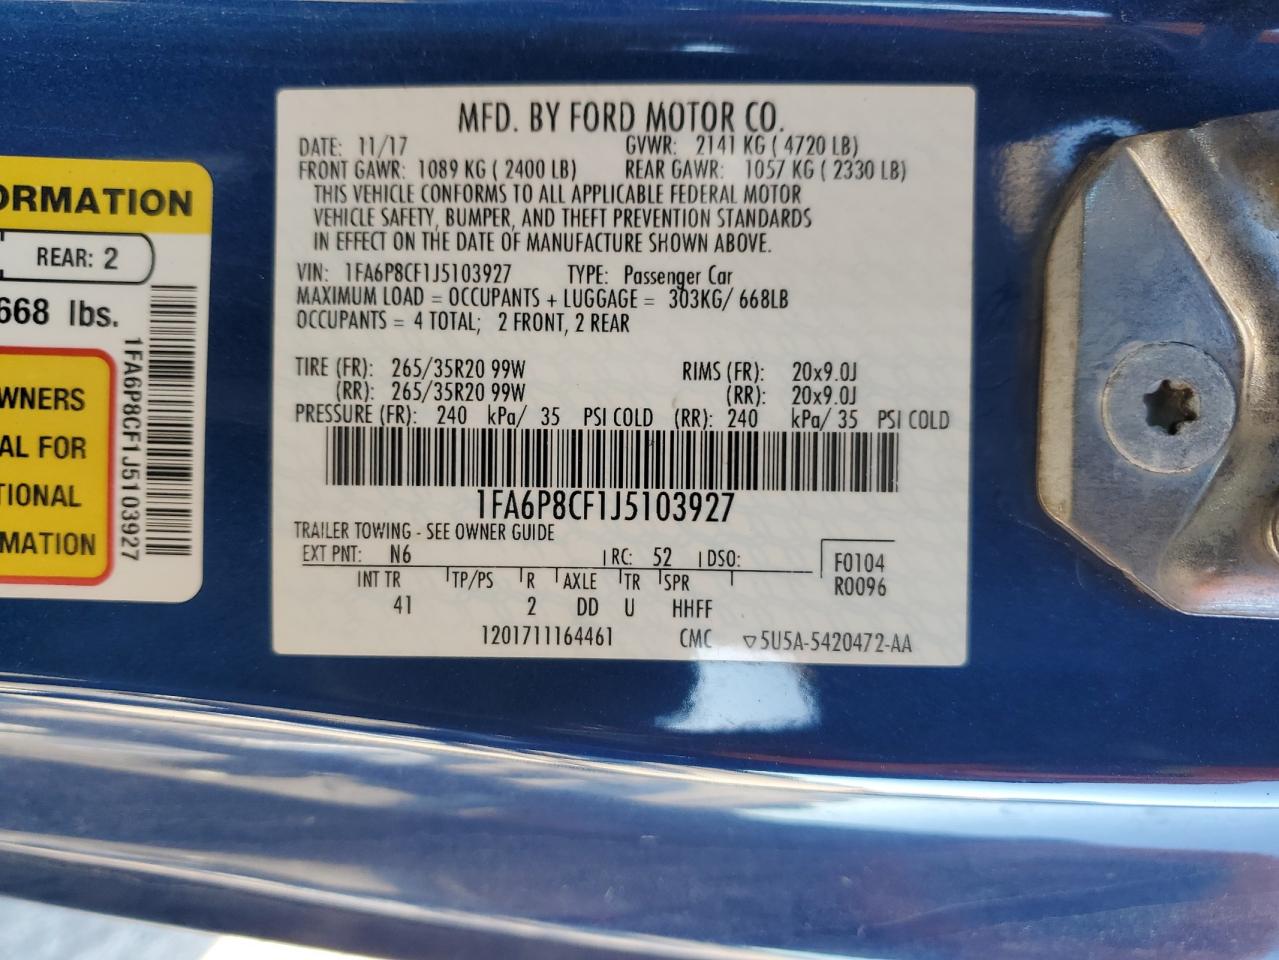 ORMATION
REAR: 2
668 lbs.
WNERS
AL FOR
TIONAL
MATION
1FA6P8CF1J5103927
MFD. BY FORD MOTOR CO.
DATE: 11/17 GVWR: 2141 KG ( 4720 LB)
FRONT GAWR: 1089 KG ( 2400 LB) REAR GAWR: 1057 KG ( 2330 LB)
THIS VEHICLE CONFORMS TO ALL APPLICABLE FEDERAL MOTOR
VEHICLE SAFETY, BUMPER, AND THEFT PREVENTION STANDARDS
IN EFFECT ON THE DATE OF MANUFACTURE SHOWN ABOVE.
VIN: 1FA6P8CF1J5103927 TYPE: Passenger Car
MAXIMUM LOAD = OCCUPANTS + LUGGAGE = 303KG/ 668LB
OCCUPANTS = 4 TOTAL; 2 FRONT, 2 REAR
TIRE (FR): 265/35R20 99W RIMS (FR): 20x9.0J
(RR): 265/35R20 99W (RR): 20x9.0J
PRESSURE (FR): 240 kPa/ 35 PSI COLD (RR): 240 kPa/ 35 PSI COLD
1FA6P8CF1J5103927
TRAILER TOWING - SEE OWNER GUIDE
EXT PNT: N6 RC: 52 DSO: F0104
R0096
INT TR TP/PS R AXLE TR SPR
41 2 DD U HHFF
1201711164461 CMC ▽5U5A-5420472-AA